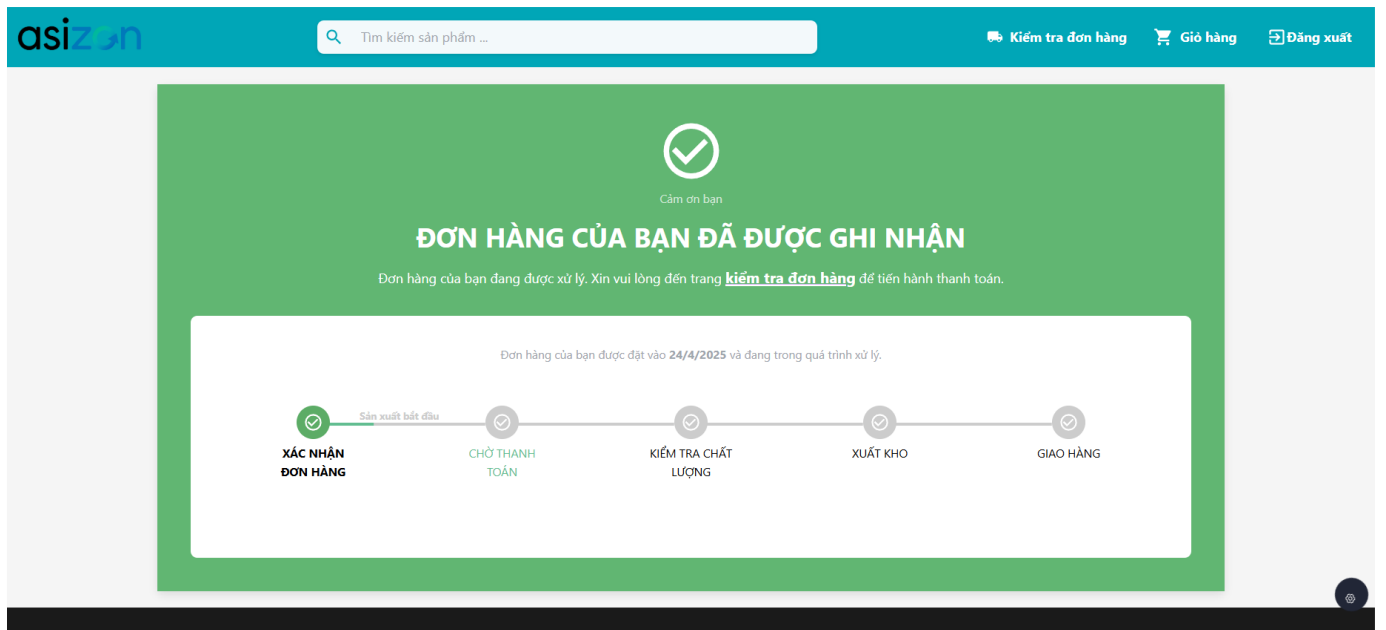 asizon
Tìm kiếm sản phẩm ...
Kiểm tra đơn hàng
Giỏ hàng
Đăng xuất
Cảm ơn bạn
ĐƠN HÀNG CỦA BẠN ĐÃ ĐƯỢC GHI NHẬN
Đơn hàng của bạn đang được xử lý. Xin vui lòng đến trang kiểm tra đơn hàng để tiến hành thanh toán.
Đơn hàng của bạn được đặt vào 24/4/2025 và đang trong quá trình xử lý.
Sản xuất bắt đầu
XÁC NHẬN
ĐƠN HÀNG
CHỜ THANH
TOÁN
KIỂM TRA CHẤT
LƯỢNG
XUẤT KHO
GIAO HÀNG